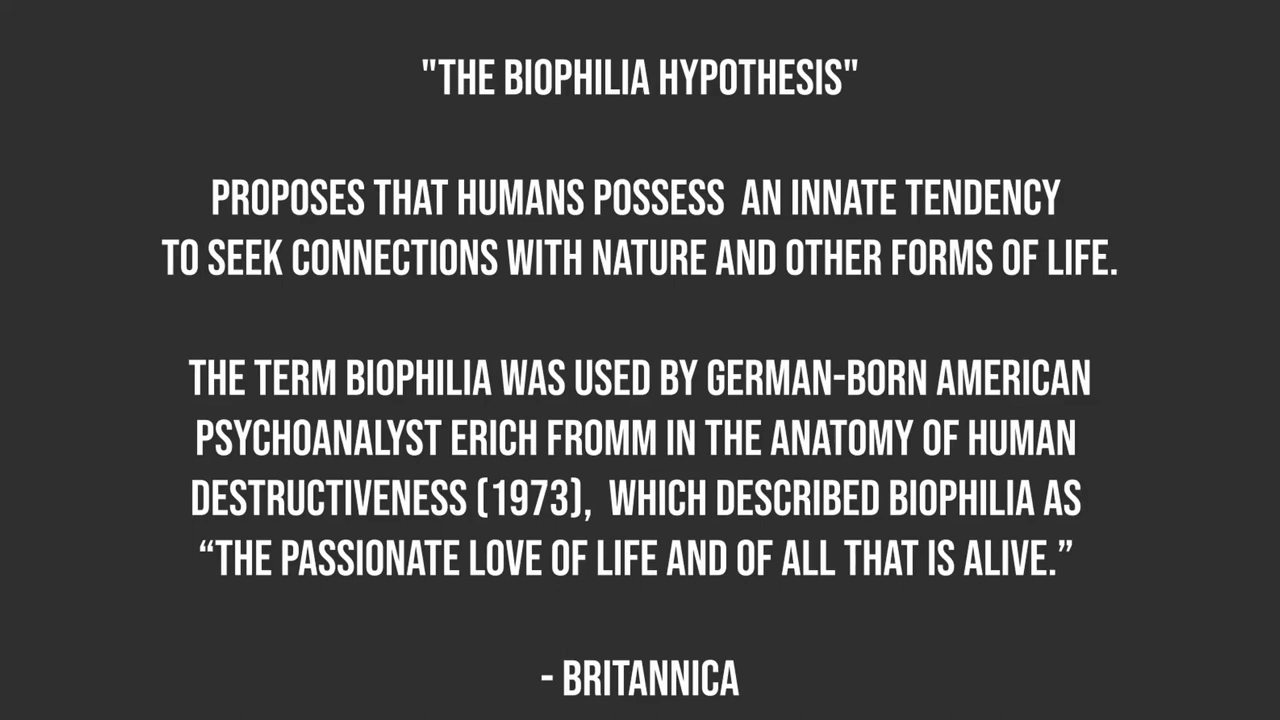 "THE BIOPHILIA HYPOTHESIS"
PROPOSES THAT HUMANS POSSESS  AN INNATE TENDENCY
TO SEEK CONNECTIONS WITH NATURE AND OTHER FORMS OF LIFE.
THE TERM BIOPHILIA WAS USED BY GERMAN-BORN AMERICAN
PSYCHOANALYST ERICH FROMM IN THE ANATOMY OF HUMAN
DESTRUCTIVENESS (1973),  WHICH DESCRIBED BIOPHILIA AS
“THE PASSIONATE LOVE OF LIFE AND OF ALL THAT IS ALIVE.”
- BRITANNICA